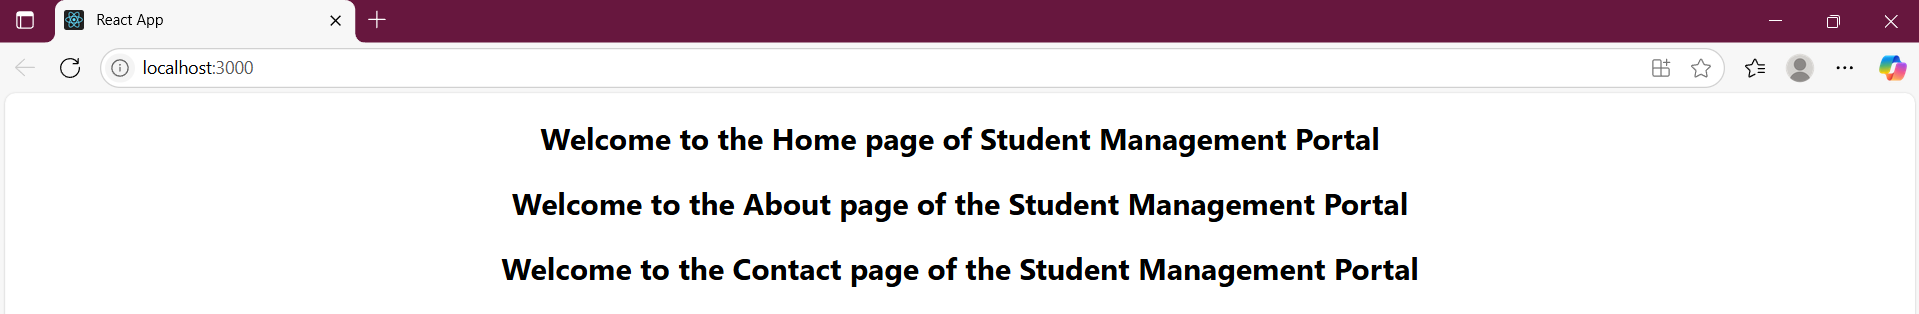 React App
localhost:3000
Welcome to the Home page of Student Management Portal
Welcome to the About page of the Student Management Portal
Welcome to the Contact page of the Student Management Portal